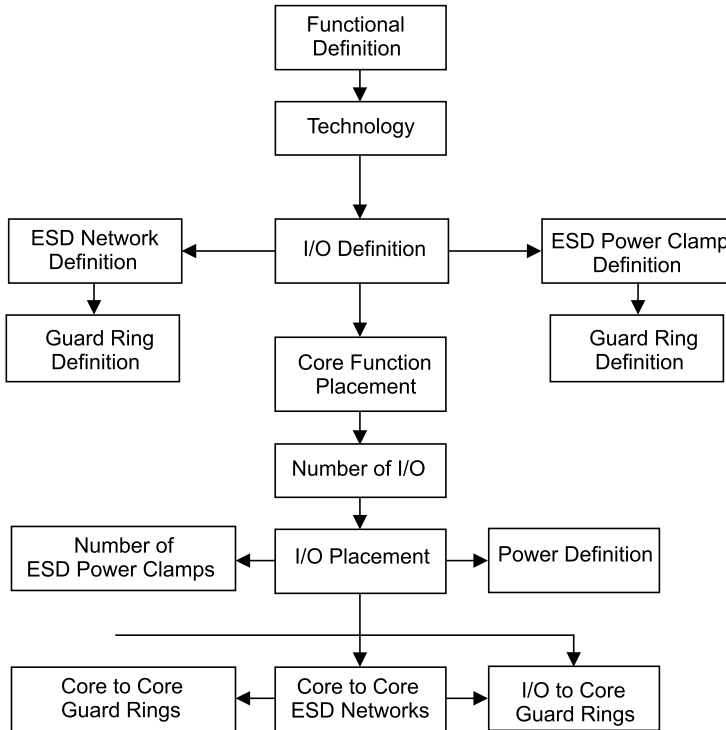 Functional
Definition
Technology
ESD Network
Definition
I/O Definition
ESD Power Clamp
Definition
Guard Ring
Definition
Guard Ring
Definition
Core Function
Placement
Number of I/O
Number of
ESD Power Clamps
I/O Placement
Power Definition
Core to Core
Guard Rings
Core to Core
ESD Networks
I/O to Core
Guard Rings